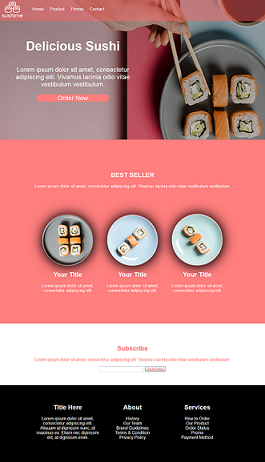 sushime
Home Product Promo Contact
Delicious Sushi
Lorem ipsum dolor sit amet, consectetur
adipiscing elit. Vivamus lacinia odio vitae
vestibulum vestibulum.
Order Now
BEST SELLER
Lorem ipsum dolor sit amet, consectetur adipiscing elit. Vivamus lacinia odio vitae vestibulum vestibulum.
Your Title Your Title Your Title
Lorem ipsum dolor sit amet, Lorem ipsum dolor sit amet, Lorem ipsum dolor sit amet,
consectetur adipiscing elit consectetur adipiscing elit consectetur adipiscing elit
Subscribe
Lorem ipsum dolor sit amet, consectetur adipiscing elit. Vivamus lacinia odio vitae vestibulum vestibulum.
Subscribe
Title Here About Services
Lorem ipsum dolor sit amet, consectetur adipiscing elit.
Aliquam at dignissim nunc, id maximus ex. Etiam nec dignissim elit, at dignissim enim
History
Our Team
Brand Guidelines
Terms & Condition
Privacy Policy
How to Order
Our Product
Order Status
Promo
Payment Method